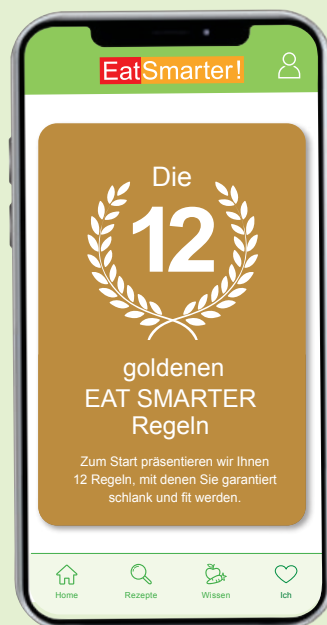 EatSmarter!
Die
12
goldenen
EAT SMARTER
Regeln
Zum Start präsentieren wir Ihnen
12 Regeln, mit denen Sie garantiert
schlank und fit werden.
Home Rezepte Wissen Ich